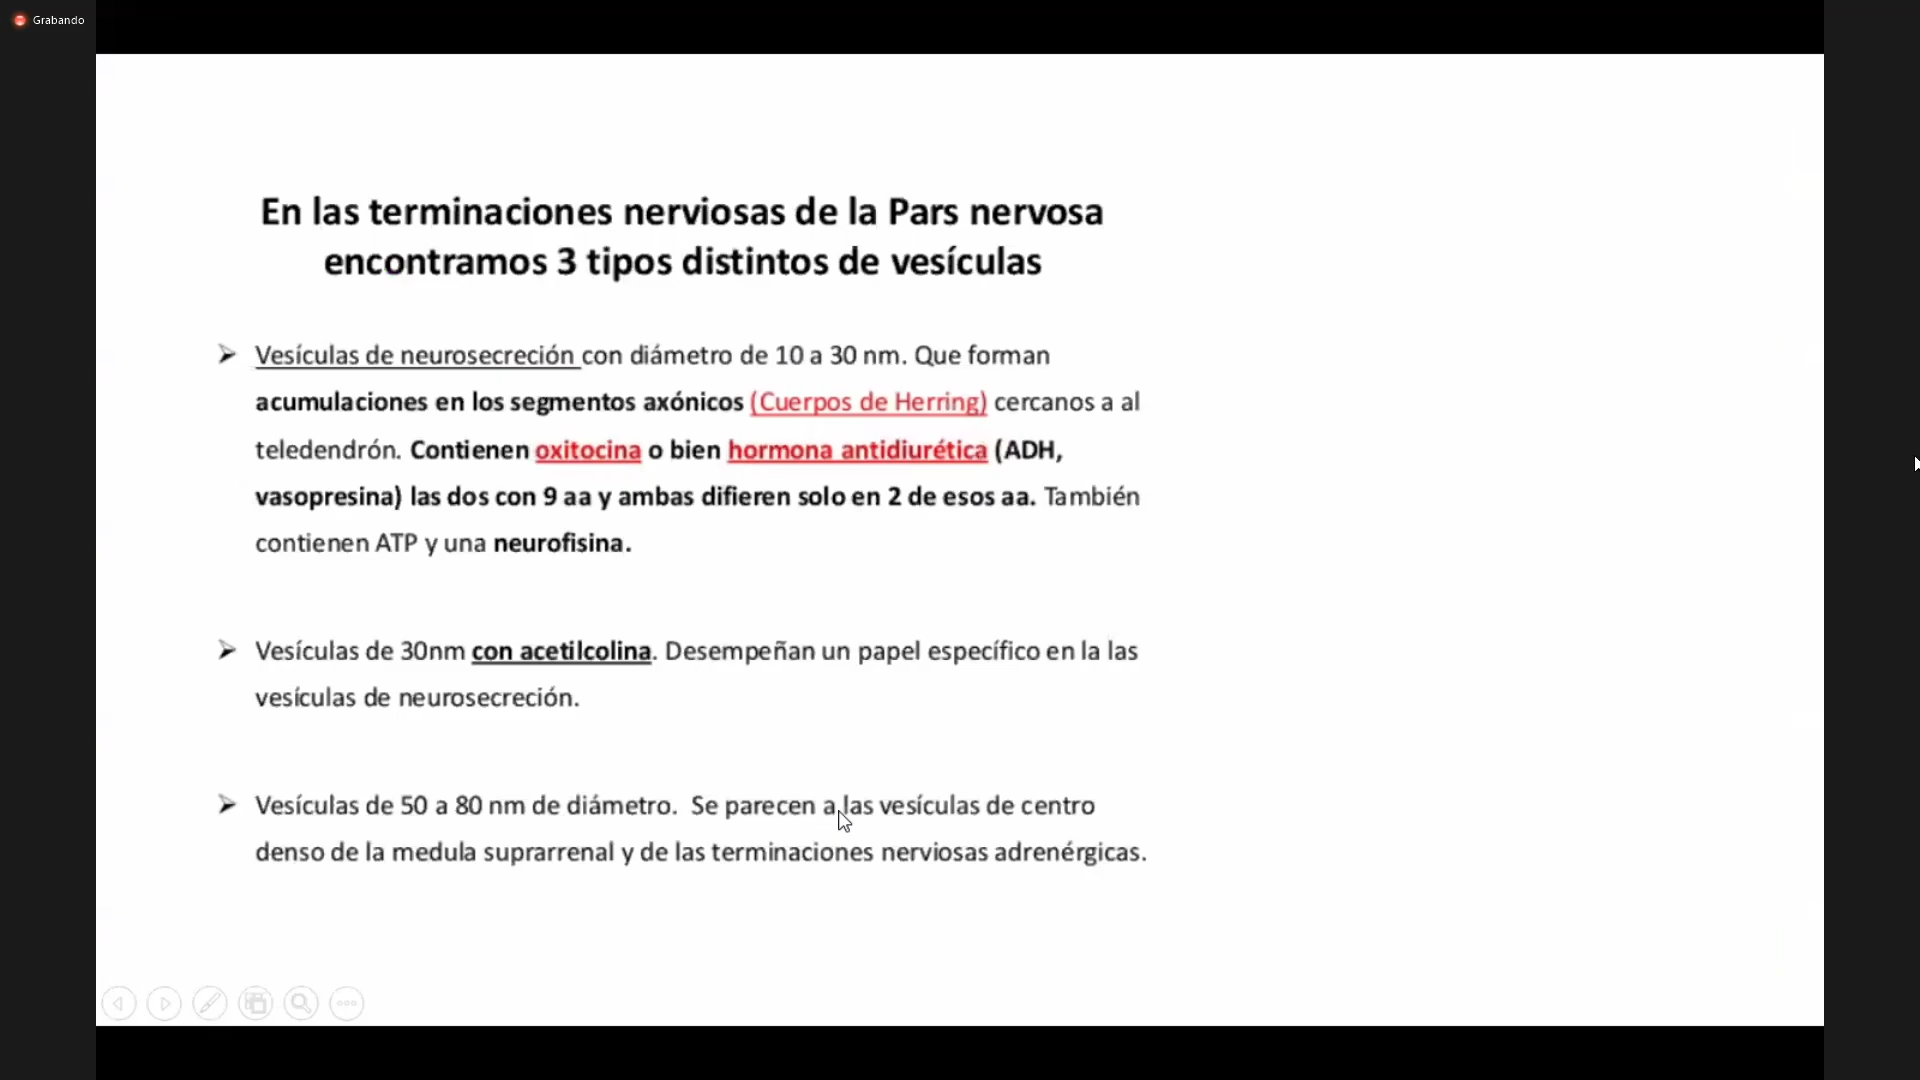 Grabando
En las terminaciones nerviosas de la Pars nervosa
encontramos 3 tipos distintos de vesículas
Vesículas de neurosecreción con diámetro de 10 a 30 nm. Que forman
acumulaciones en los segmentos axónicos (Cuerpos de Herring) cercanos a al
teledendrón. Contienen oxitocina o bien hormona antidiurética (ADH,
vasopresina) las dos con 9 aa y ambas difieren solo en 2 de esos aa. También
contienen ATP y una neurofisina.
Vesículas de 30nm con acetilcolina. Desempeñan un papel específico en la las
vesículas de neurosecreción.
Vesículas de 50 a 80 nm de diámetro.  Se parecen a las vesículas de centro
denso de la medula suprarrenal y de las terminaciones nerviosas adrenérgicas.